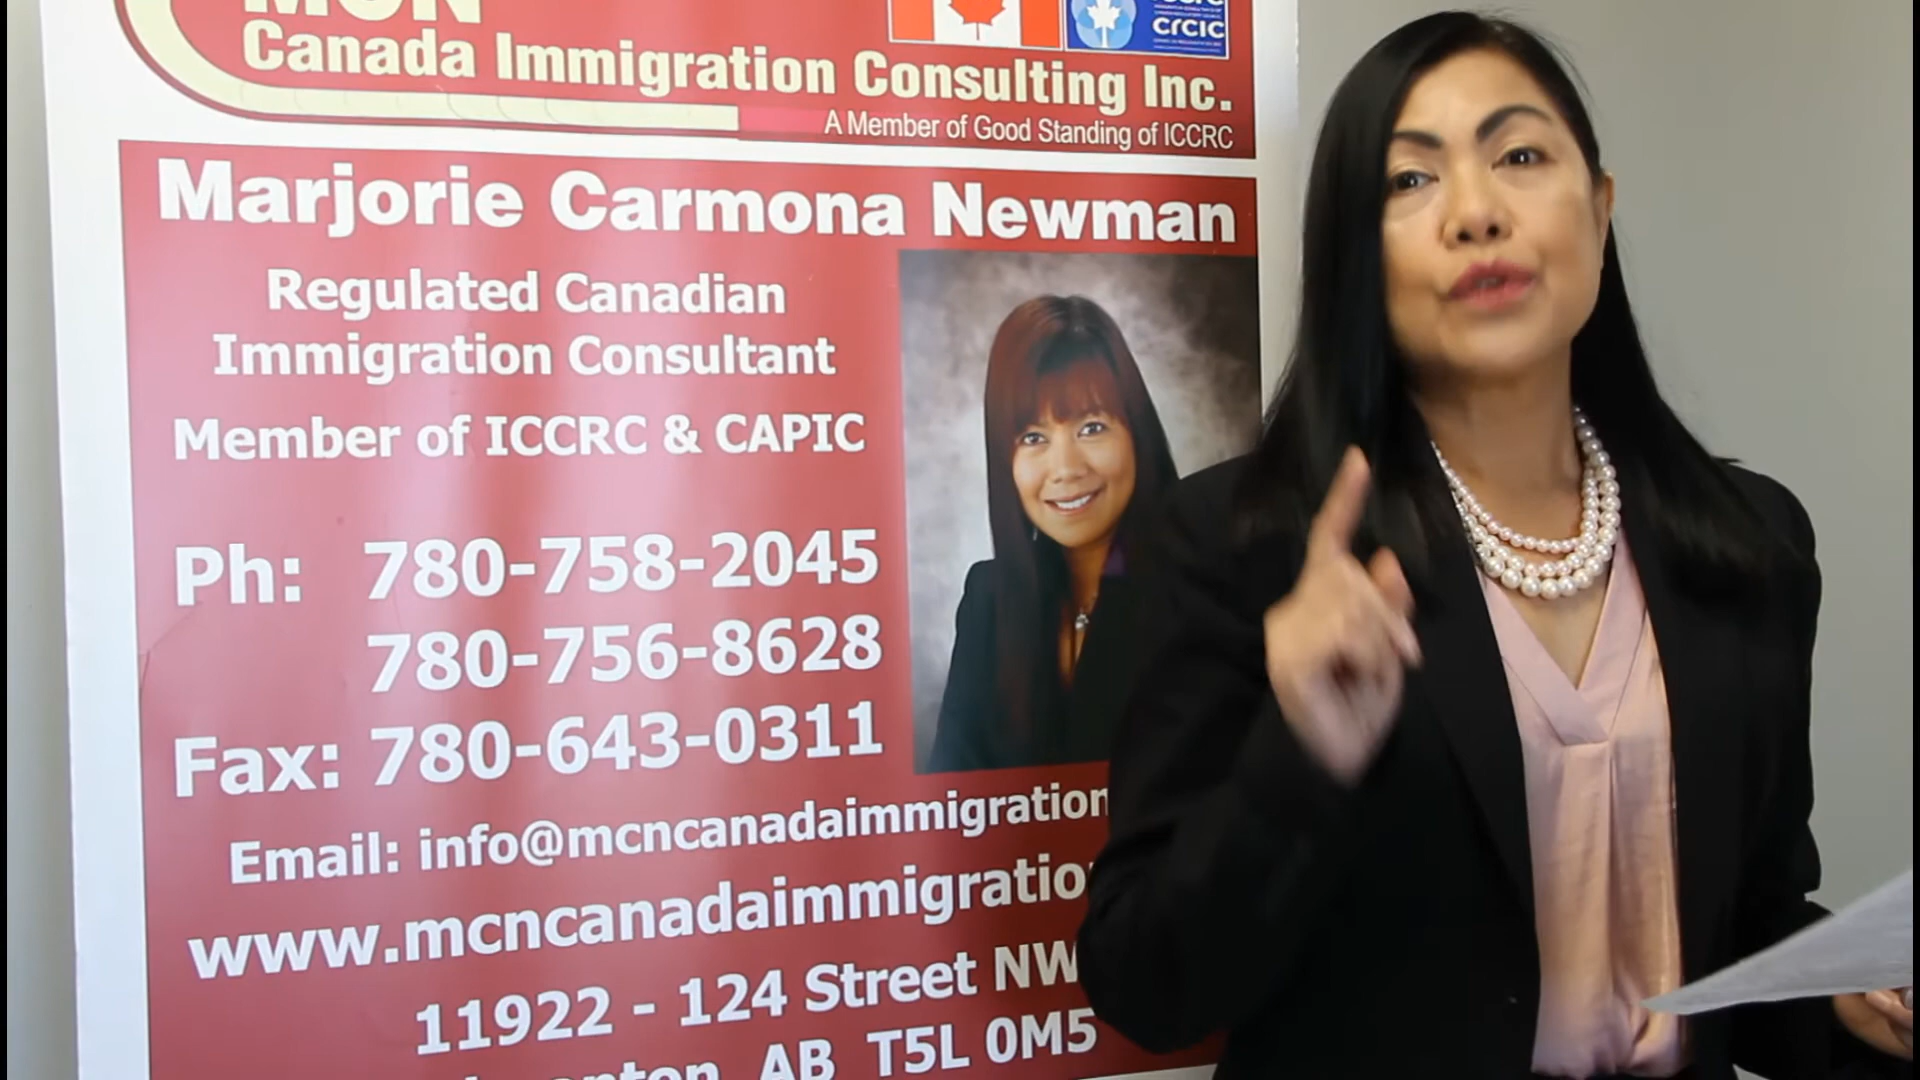 MCN
CRCIC
Canada Immigration Consulting Inc.
A Member of Good Standing of ICCRC
Marjorie Carmona Newman
Regulated Canadian
Immigration Consultant
Member of ICCRC & CAPIC
Ph: 780-758-2045
780-756-8628
Fax: 780-643-0311
Email: info@mcncanadaimmigration
www.mcncanadaimmigratio
11922 - 124 Street NW
AB T5L 0M5